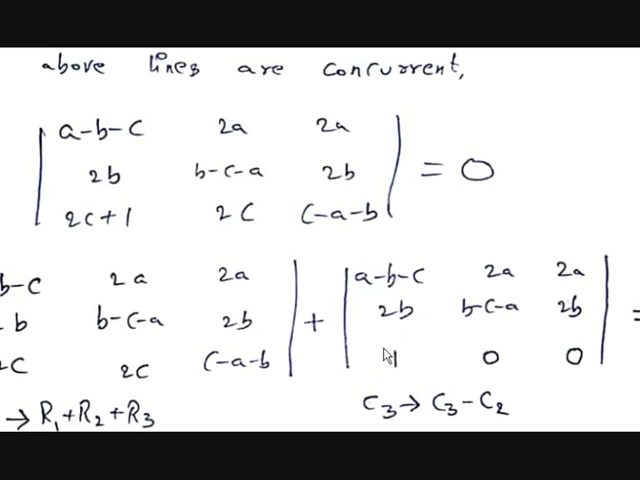 above lines are concurrent,
a-b-c 2a 2a
2b b-c-a 2b = 0
2c+1 2c c-a-b
b-c 2a 2a a-b-c 2a 2a
b b-c-a 2b + 2b b-c-a 2b =
2c 2c c-a-b 1 0 0
→ R₁+R₂+R₃ C₃→ C₃-C₂